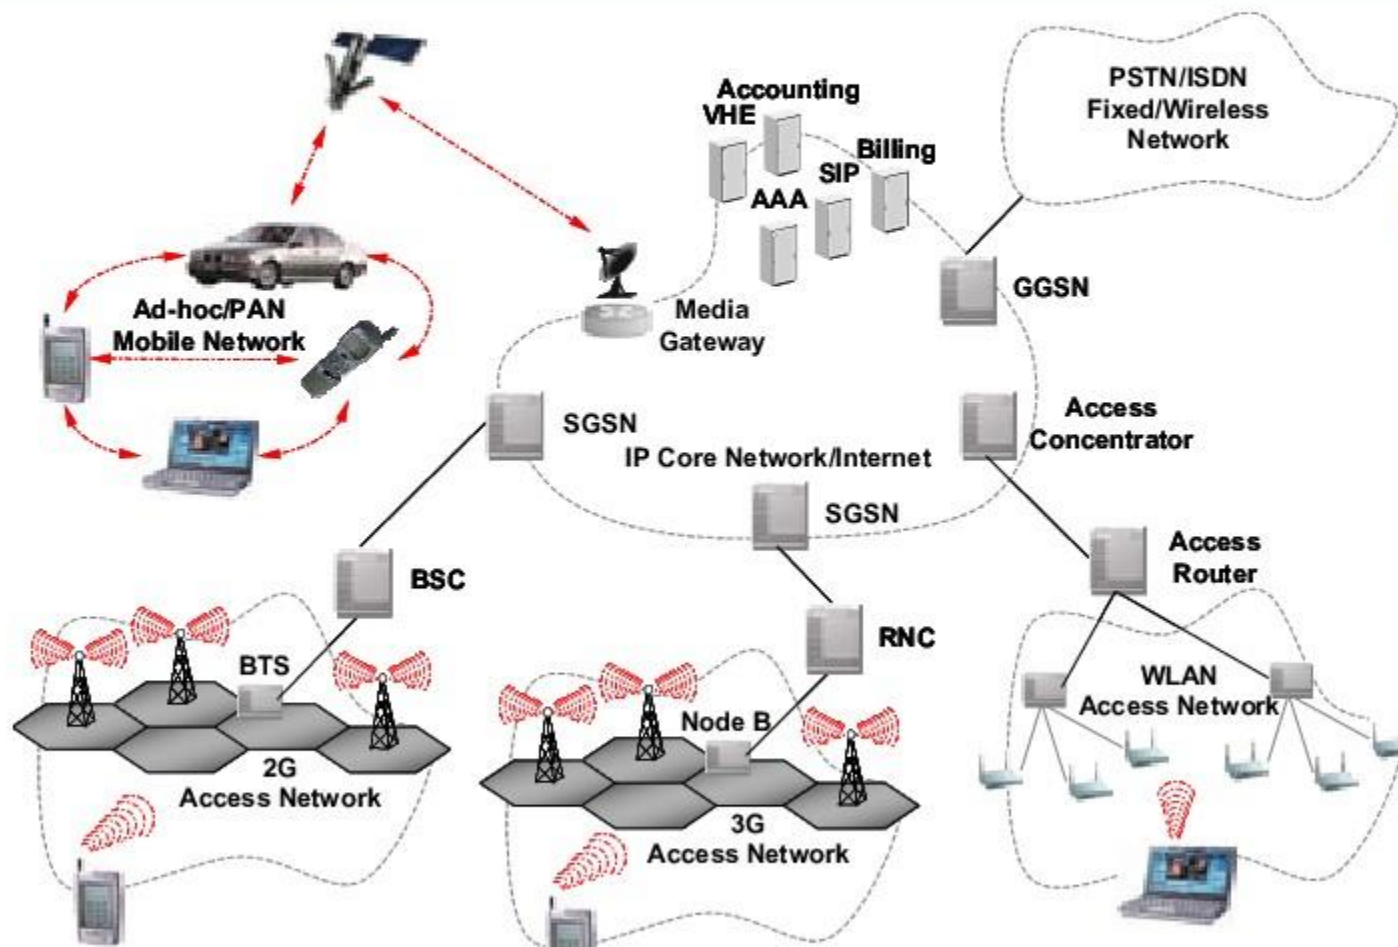 Accounting
VHE
Billing
SIP
AAA
PSTN/ISDN
Fixed/Wireless
Network
GGSN
Ad-hoc/PAN
Mobile Network
Media
Gateway
SGSN
IP Core Network/Internet
SGSN
Access
Concentrator
BSC
Access
Router
RNC
BTS
2G
Access Network
Node B
3G
Access Network
WLAN
Access Network